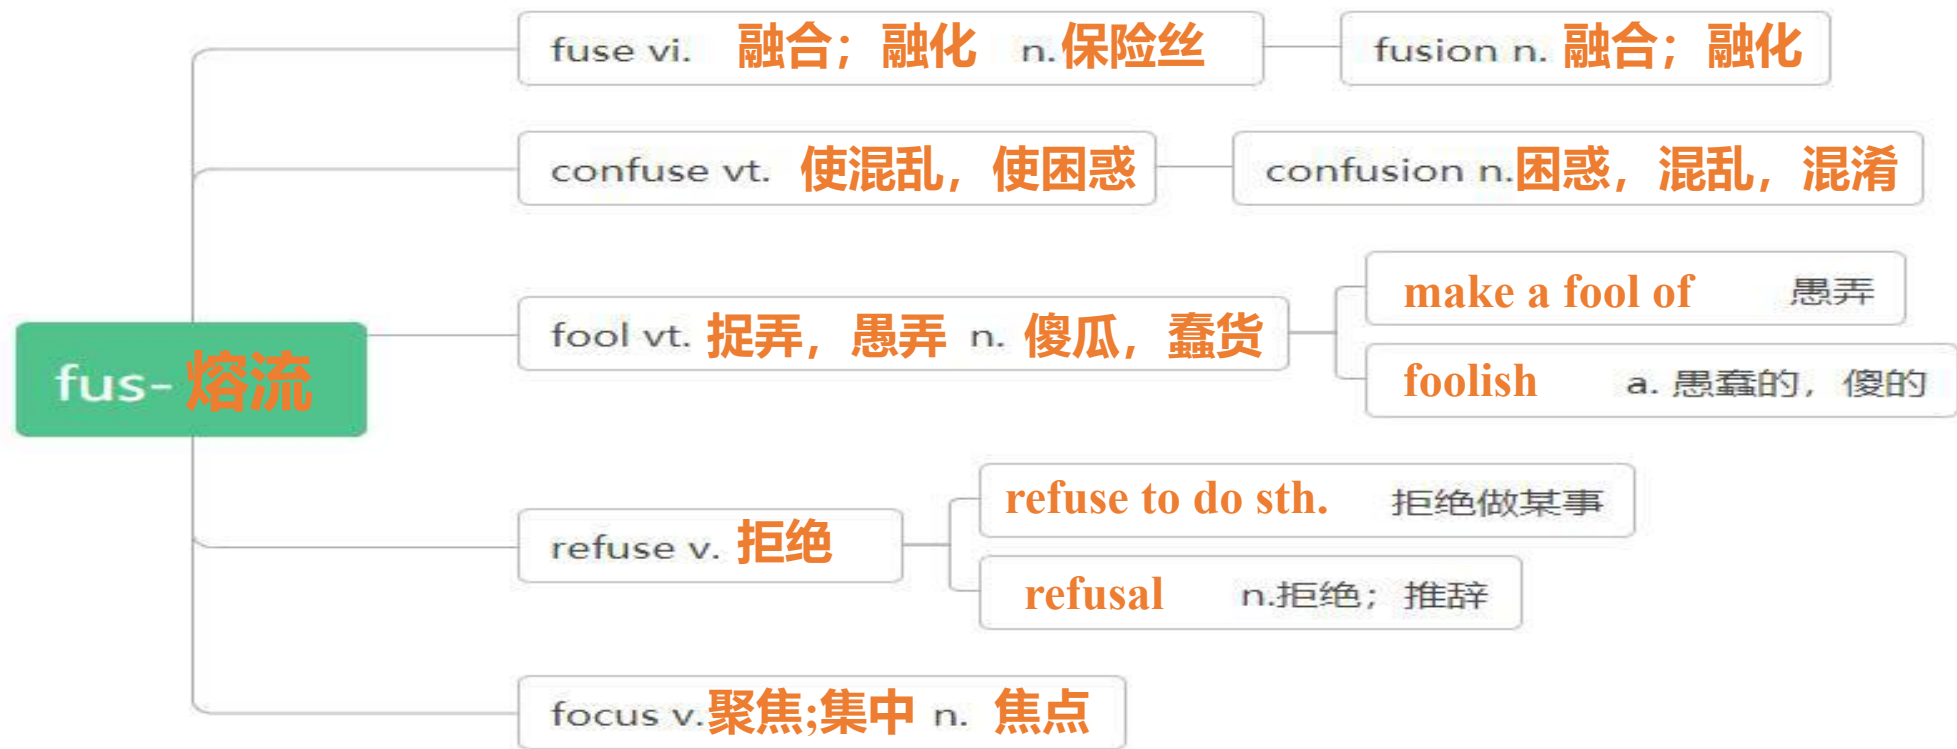 fuse vi. 融合；融化 n.保险丝
fusion n. 融合；融化
confuse vt. 使混乱，使困惑
confusion n.困惑，混乱，混淆
fus-熔流
fool vt. 捉弄，愚弄 n. 傻瓜，蠢货
make a fool of 愚弄
foolish a. 愚蠢的，傻的
refuse v. 拒绝
refuse to do sth. 拒绝做某事
refusal n.拒绝；推辞
focus v.聚焦;集中 n. 焦点